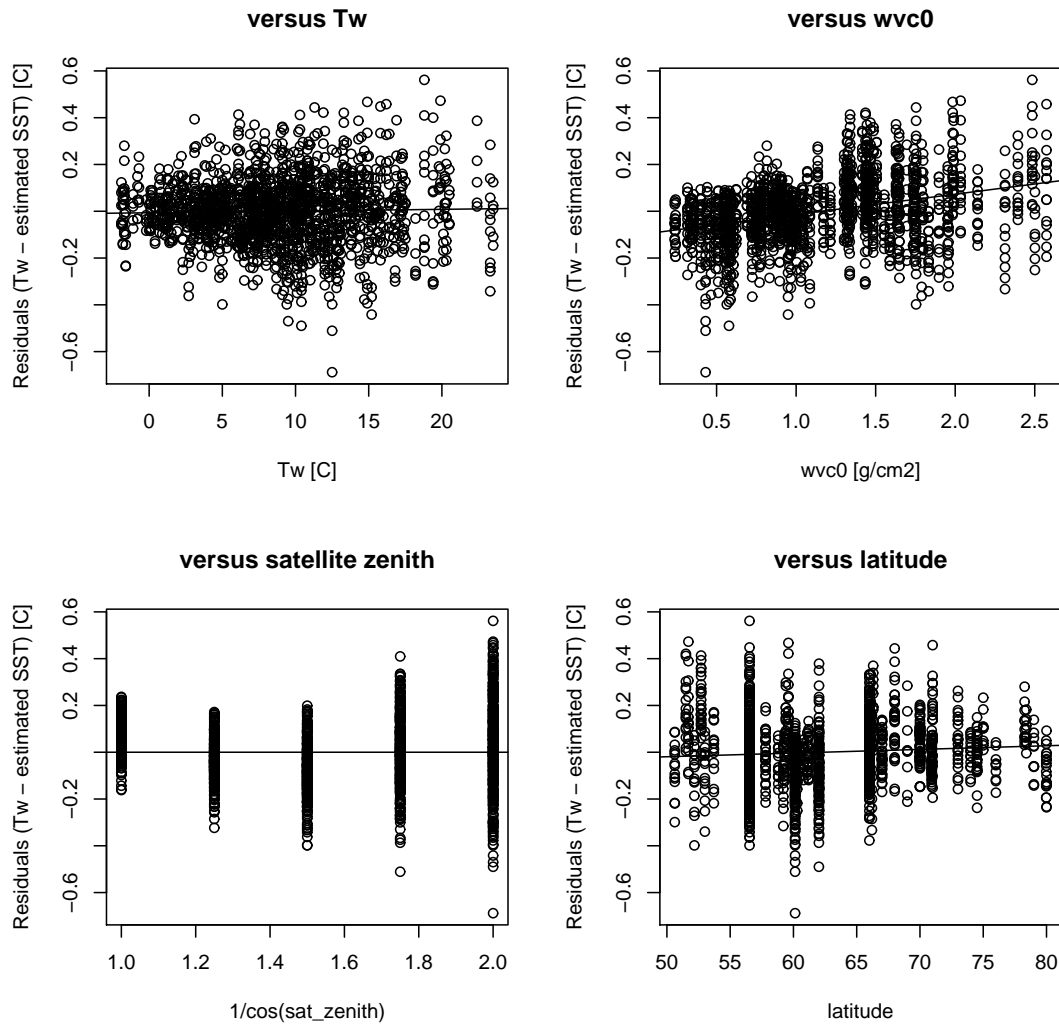 versus Tw
Residuals (Tw − estimated SST) [C]
0.6
0.4
0.2
−0.2
−0.6
0 5 10 15 20
Tw [C]
versus wvc0
Residuals (Tw − estimated SST) [C]
0.6
0.4
0.2
−0.2
−0.6
0.5 1.0 1.5 2.0 2.5
wvc0 [g/cm2]
versus satellite zenith
Residuals (Tw − estimated SST) [C]
0.6
0.4
0.2
−0.2
−0.6
1.0 1.2 1.4 1.6 1.8 2.0
1/cos(sat_zenith)
versus latitude
Residuals (Tw − estimated SST) [C]
0.6
0.4
0.2
−0.2
−0.6
50 55 60 65 70 75 80
latitude